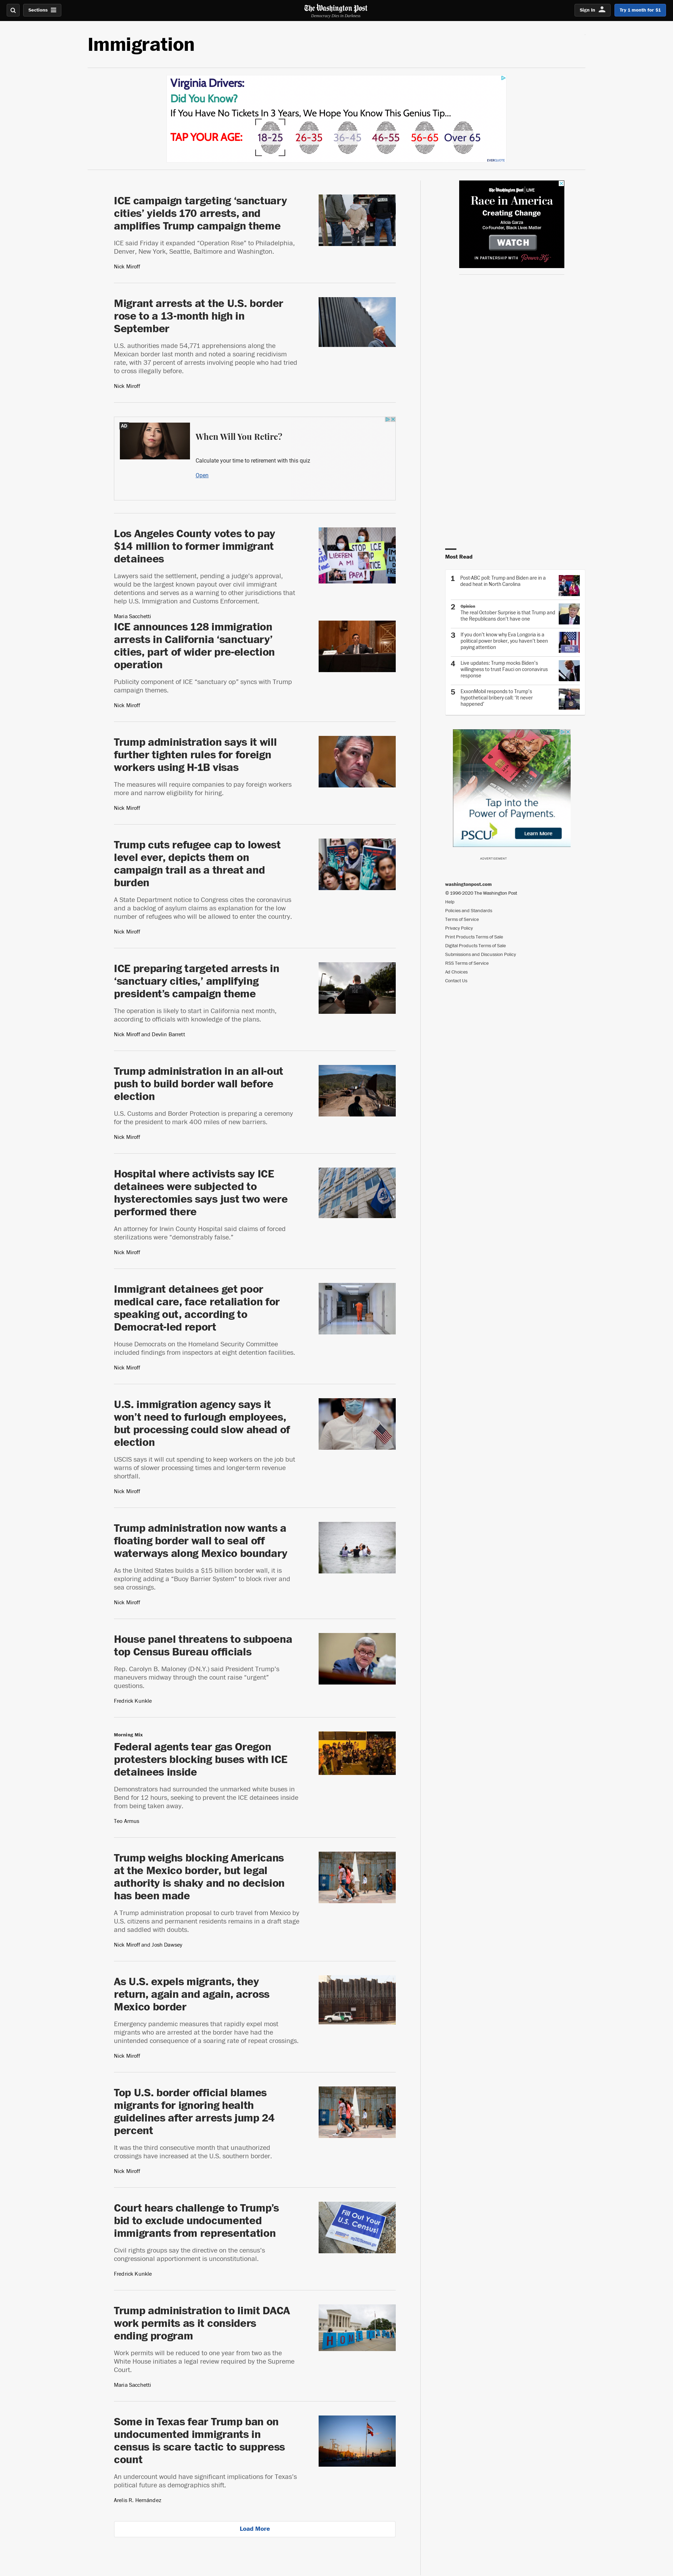 Sections
The Washington Post
Democracy Dies in Darkness
Sign in
Try 1 month for $1
Immigration
Virginia Drivers:
Did You Know?
If You Have No Tickets In 3 Years, We Hope You Know This Genius Tip...
TAP YOUR AGE:
18-25 26-35 36-45 46-55 56-65 Over 65
EVERQUOTE
ICE campaign targeting ‘sanctuary
cities’ yields 170 arrests, and
amplifies Trump campaign theme
ICE said Friday it expanded “Operation Rise” to Philadelphia,
Denver, New York, Seattle, Baltimore and Washington.
Nick Miroff
Migrant arrests at the U.S. border
rose to a 13-month high in
September
U.S. authorities made 54,771 apprehensions along the
Mexican border last month and noted a soaring recidivism
rate, with 37 percent of arrests involving people who had tried
to cross illegally before.
Nick Miroff
AD
When Will You Retire?
Calculate your time to retirement with this quiz
Open
Los Angeles County votes to pay
$14 million to former immigrant
detainees
Lawyers said the settlement, pending a judge’s approval,
would be the largest known payout over civil immigrant
detentions and serves as a warning to other jurisdictions that
help U.S. Immigration and Customs Enforcement.
Maria Sacchetti
ICE announces 128 immigration
arrests in California ‘sanctuary’
cities, part of wider pre-election
operation
Publicity component of ICE “sanctuary op” syncs with Trump
campaign themes.
Nick Miroff
Trump administration says it will
further tighten rules for foreign
workers using H-1B visas
The measures will require companies to pay foreign workers
more and narrow eligibility for hiring.
Nick Miroff
Trump cuts refugee cap to lowest
level ever, depicts them on
campaign trail as a threat and
burden
A State Department notice to Congress cites the coronavirus
and a backlog of asylum claims as explanation for the low
number of refugees who will be allowed to enter the country.
Nick Miroff
ICE preparing targeted arrests in
‘sanctuary cities,’ amplifying
president’s campaign theme
The operation is likely to start in California next month,
according to officials with knowledge of the plans.
Nick Miroff and Devlin Barrett
Trump administration in an all-out
push to build border wall before
election
U.S. Customs and Border Protection is preparing a ceremony
for the president to mark 400 miles of new barriers.
Nick Miroff
Hospital where activists say ICE
detainees were subjected to
hysterectomies says just two were
performed there
An attorney for Irwin County Hospital said claims of forced
sterilizations were “demonstrably false.”
Nick Miroff
Immigrant detainees get poor
medical care, face retaliation for
speaking out, according to
Democrat-led report
House Democrats on the Homeland Security Committee
included findings from inspectors at eight detention facilities.
Nick Miroff
U.S. immigration agency says it
won’t need to furlough employees,
but processing could slow ahead of
election
USCIS says it will cut spending to keep workers on the job but
warns of slower processing times and longer-term revenue
shortfall.
Nick Miroff
Trump administration now wants a
floating border wall to seal off
waterways along Mexico boundary
As the United States builds a $15 billion border wall, it is
exploring adding a “Buoy Barrier System” to block river and
sea crossings.
Nick Miroff
House panel threatens to subpoena
top Census Bureau officials
Rep. Carolyn B. Maloney (D-N.Y.) said President Trump’s
maneuvers midway through the count raise “urgent”
questions.
Fredrick Kunkle
Morning Mix
Federal agents tear gas Oregon
protesters blocking buses with ICE
detainees inside
Demonstrators had surrounded the unmarked white buses in
Bend for 12 hours, seeking to prevent the ICE detainees inside
from being taken away.
Teo Armus
Trump weighs blocking Americans
at the Mexico border, but legal
authority is shaky and no decision
has been made
A Trump administration proposal to curb travel from Mexico by
U.S. citizens and permanent residents remains in a draft stage
and saddled with doubts.
Nick Miroff and Josh Dawsey
As U.S. expels migrants, they
return, again and again, across
Mexico border
Emergency pandemic measures that rapidly expel most
migrants who are arrested at the border have had the
unintended consequence of a soaring rate of repeat crossings.
Nick Miroff
Top U.S. border official blames
migrants for ignoring health
guidelines after arrests jump 24
percent
It was the third consecutive month that unauthorized
crossings have increased at the U.S. southern border.
Nick Miroff
Court hears challenge to Trump’s
bid to exclude undocumented
immigrants from representation
Civil rights groups say the directive on the census’s
congressional apportionment is unconstitutional.
Fredrick Kunkle
Fill Out Your
U.S. Census!
Trump administration to limit DACA
work permits as it considers
ending program
Work permits will be reduced to one year from two as the
White House initiates a legal review required by the Supreme
Court.
Maria Sacchetti
Some in Texas fear Trump ban on
undocumented immigrants in
census is scare tactic to suppress
count
An undercount would have significant implications for Texas’s
political future as demographics shift.
Arelis R. Hernández
Load More
The Washington Post LIVE
Race in America
Creating Change
Alicia Garza
Co-Founder, Black Lives Matter
WATCH
IN PARTNERSHIP WITH
Most Read
1 Post-ABC poll: Trump and Biden are in a
dead heat in North Carolina
2 Opinion
The real October Surprise is that Trump and
the Republicans don’t have one
3 If you don’t know why Eva Longoria is a
political power broker, you haven’t been
paying attention
4 Live updates: Trump mocks Biden’s
willingness to trust Fauci on coronavirus
response
5 ExxonMobil responds to Trump’s
hypothetical bribery call: ‘It never
happened’
Tap into the
Power of Payments.
PSCU
Learn More
ADVERTISEMENT
washingtonpost.com
© 1996-2020 The Washington Post
Help
Policies and Standards
Terms of Service
Privacy Policy
Print Products Terms of Sale
Digital Products Terms of Sale
Submissions and Discussion Policy
RSS Terms of Service
Ad Choices
Contact Us